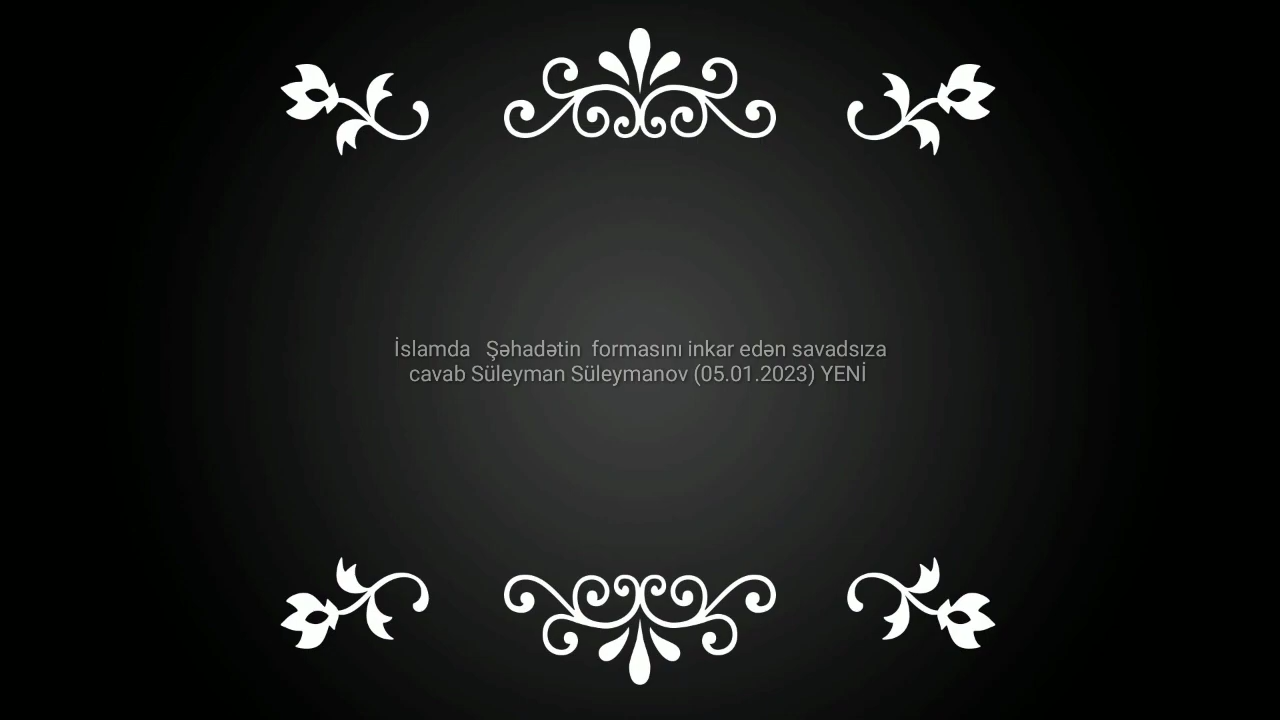 İslamda Şəhadətin formasını inkar edən savadsıza
cavab Süleyman Süleymanov (05.01.2023) YENİ